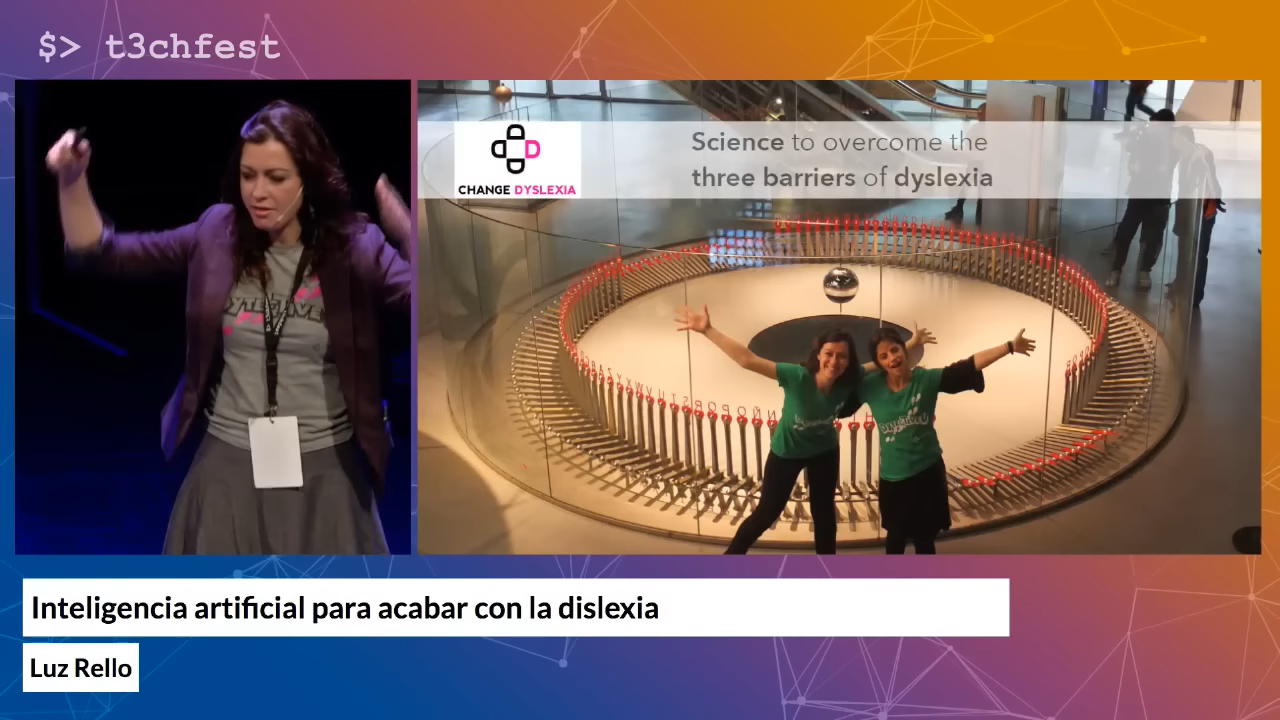 $> t3chfest
CHANGE DYSLEXIA
Science to overcome the
three barriers of dyslexia
Inteligencia artificial para acabar con la dislexia
Luz Rello